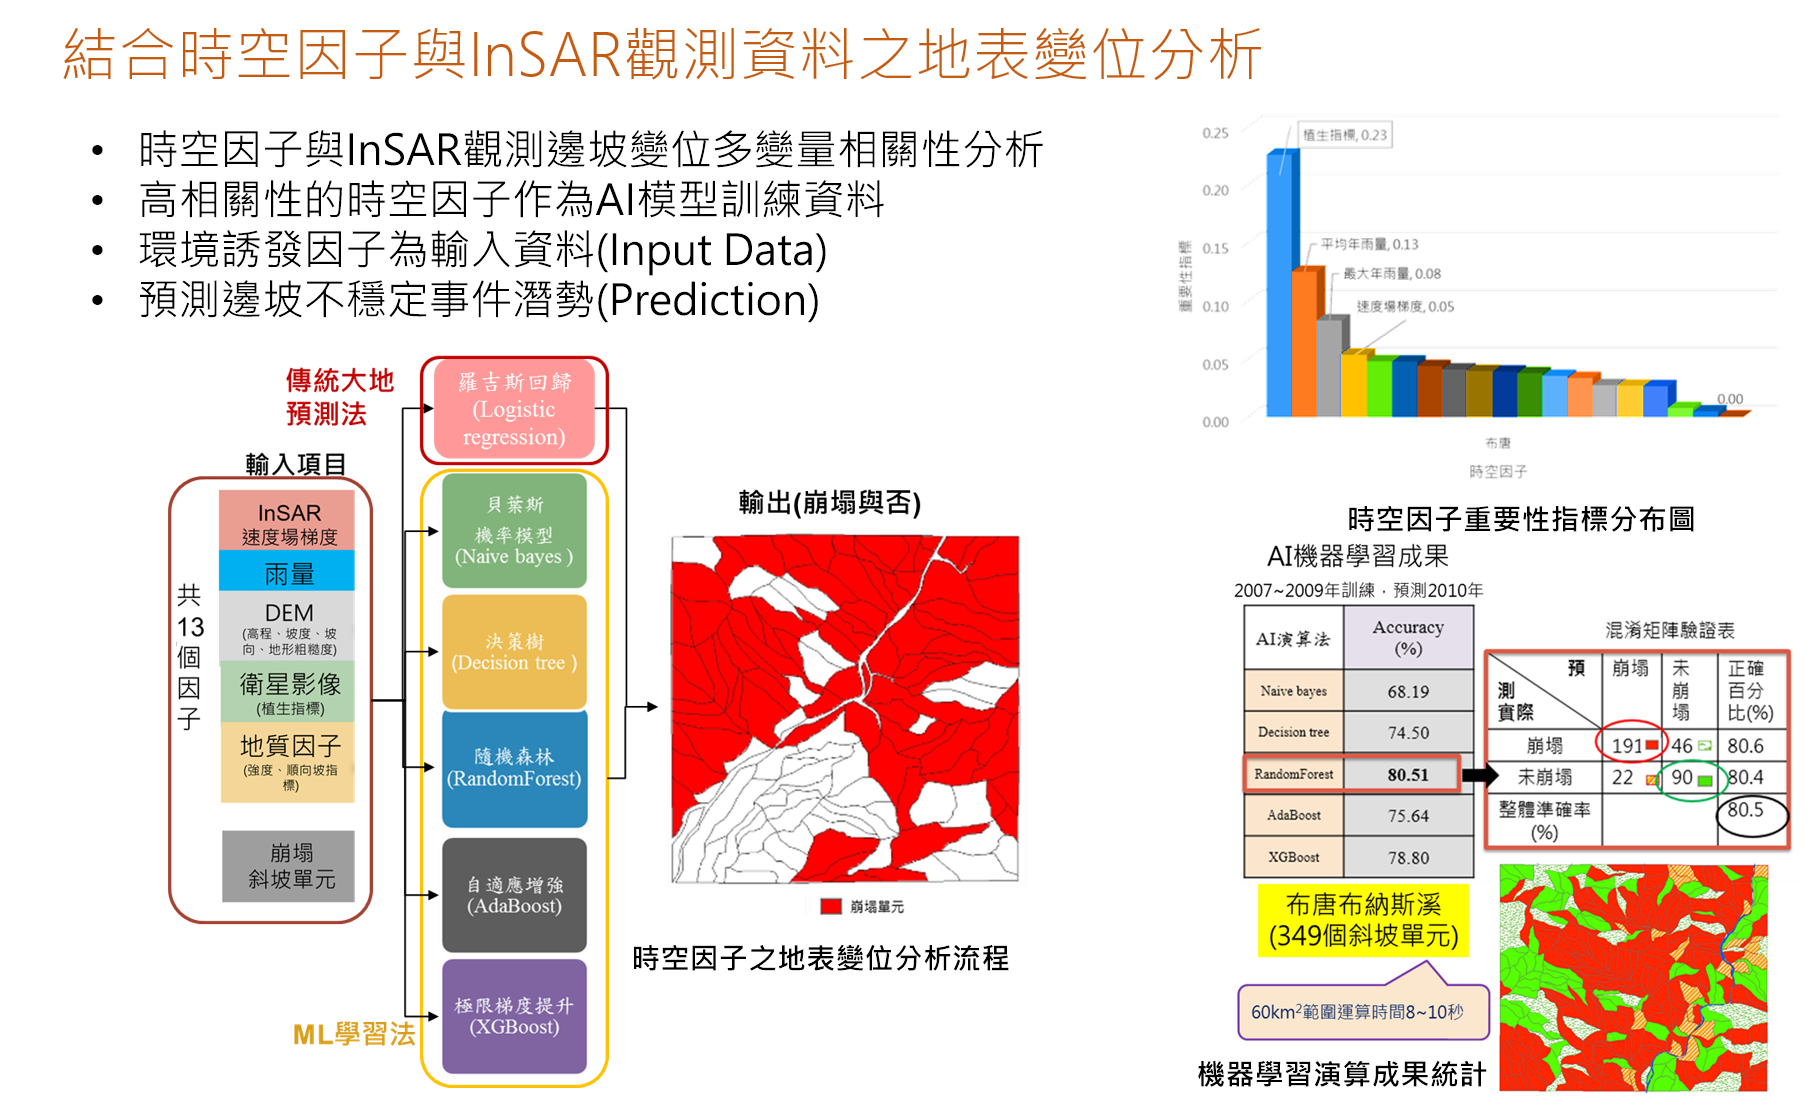 結合時空因子與InSAR觀測資料之地表變位分析
• 時空因子與InSAR觀測邊坡變位多變量相關性分析
• 高相關性的時空因子作為AI模型訓練資料
• 環境誘發因子為輸入資料(Input Data)
• 預測邊坡不穩定事件潛勢(Prediction)
傳統大地
預測法
輸入項目
共
13
個
因
子
InSAR
速度場梯度
雨量
DEM
(高程、坡度、坡
向、地形粗糙度)
衛星影像
(植生指標)
地質因子
(強度、順向坡指
標)
崩塌
斜坡單元
羅吉斯回歸
(Logistic
regression)
貝葉斯
機率模型
(Naive bayes )
決策樹
(Decision tree )
隨機森林
(RandomForest)
自適應增強
(AdaBoost)
極限梯度提升
(XGBoost)
ML學習法
輸出(崩塌與否)
崩塌單元
時空因子之地表變位分析流程
重要性指標
0.25
0.20
0.15
0.10
0.05
0.00
植生指標, 0.23
平均年雨量, 0.13
最大年雨量, 0.08
速度場梯度, 0.05
0.00
布唐
時空因子
時空因子重要性指標分布圖
AI機器學習成果
2007~2009年訓練，預測2010年
AI演算法 Accuracy
(%)
Naive bayes 68.19
Decision tree 74.50
RandomForest 80.51
AdaBoost 75.64
XGBoost 78.80
混淆矩陣驗證表
預
測
實際
崩塌
未
崩
塌
正確
百分
比(%)
崩塌 191 46 80.6
未崩塌 22 90 80.4
整體準確率
(%)
80.5
布唐布納斯溪
(349個斜坡單元)
60km²範圍運算時間8~10秒
機器學習演算成果統計